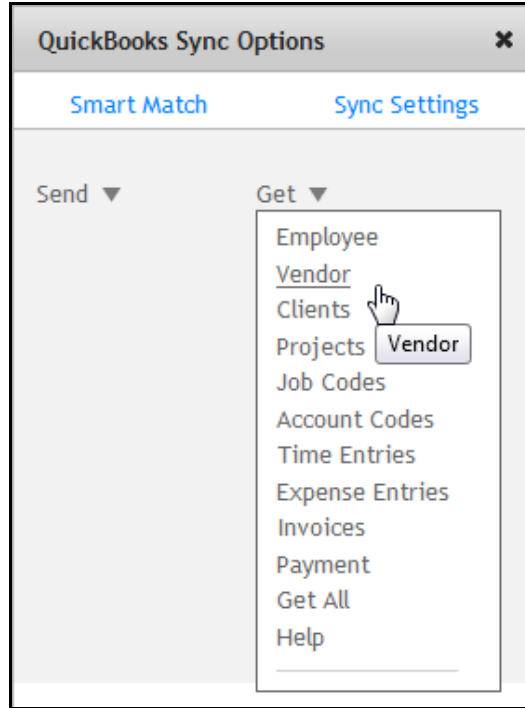 QuickBooks Sync Options ✖
Smart Match Sync Settings
Send ▼ Get ▼
Employee
Vendor
Clients
Projects Vendor
Job Codes
Account Codes
Time Entries
Expense Entries
Invoices
Payment
Get All
Help